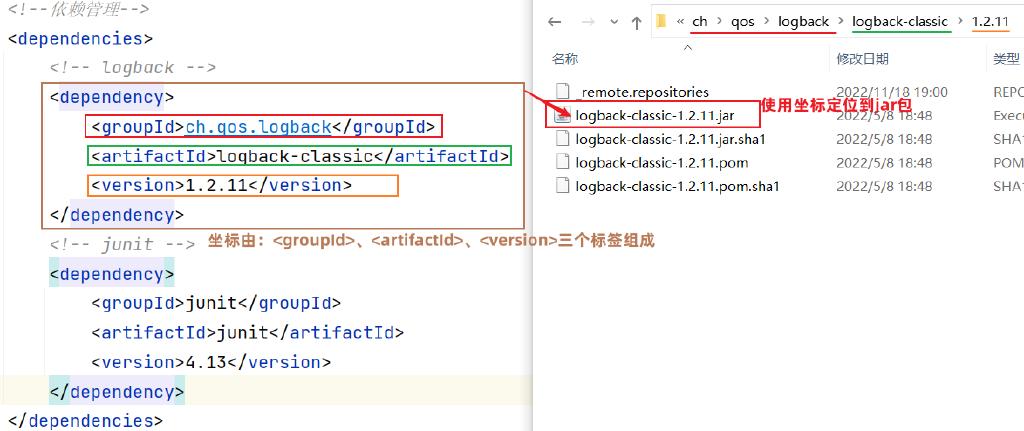 <!--依赖管理-->
<dependencies>
<!-- logback -->
<dependency>
<groupId>ch.qos.logback</groupId>
<artifactId>logback-classic</artifactId>
<version>1.2.11</version>
</dependency>
<!-- junit -->
坐标由：<groupId>、<artifactId>、<version>三个标签组成
<dependency>
<groupId>junit</groupId>
<artifactId>junit</artifactId>
<version>4.13</version>
</dependency>
</dependencies>
« ch > qos > logback > logback-classic > 1.2.11
名称 修改日期 类型
_remote.repositories 2022/11/18 19:00 REPO
使用坐标定位到jar包
logback-classic-1.2.11.jar 2022/5/8 18:48 Execu
logback-classic-1.2.11.jar.sha1 2022/5/8 18:48 SHA1
logback-classic-1.2.11.pom 2022/5/8 18:48 POM
logback-classic-1.2.11.pom.sha1 2022/5/8 18:48 SHA1